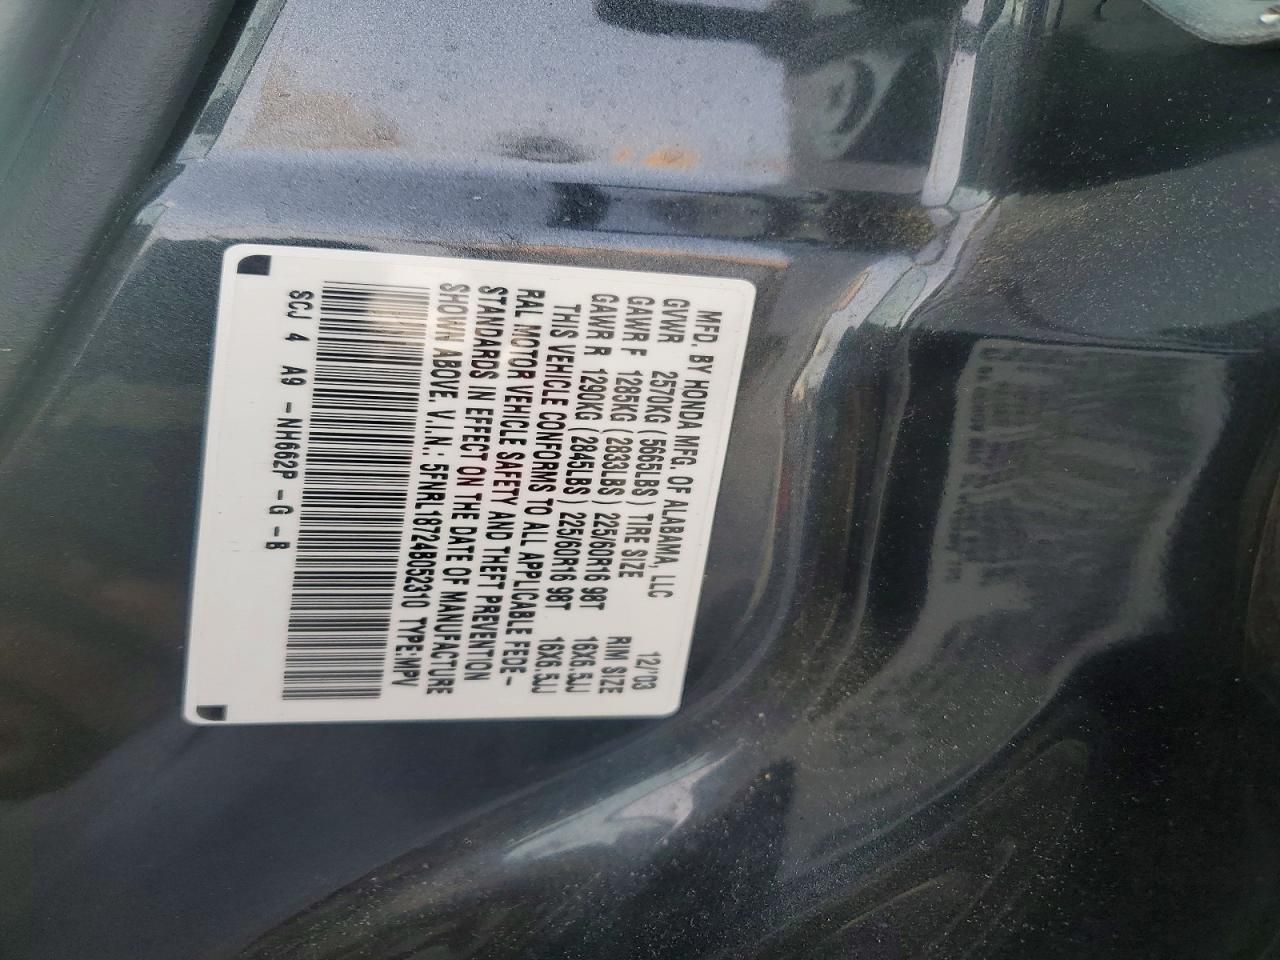 MFD. BY HONDA MFG. OF ALABAMA, LLC 12/03
GVWR 2570KG ( 5665LBS ) TIRE SIZE RIM SIZE
GAWR F 1285KG ( 2833LBS ) 225/60R16 98T 16X6.5JJ
GAWR R 1290KG ( 2845LBS ) 225/60R16 98T 16X6.5JJ
THIS VEHICLE CONFORMS TO ALL APPLICABLE FEDE-
RAL MOTOR VEHICLE SAFETY AND THEFT PREVENTION
STANDARDS IN EFFECT ON THE DATE OF MANUFACTURE
SHOWN ABOVE. V.I.N.: 5FNRL18724B052310 TYPE:MPV
SCJ 4 A9 -NH662P -G -B